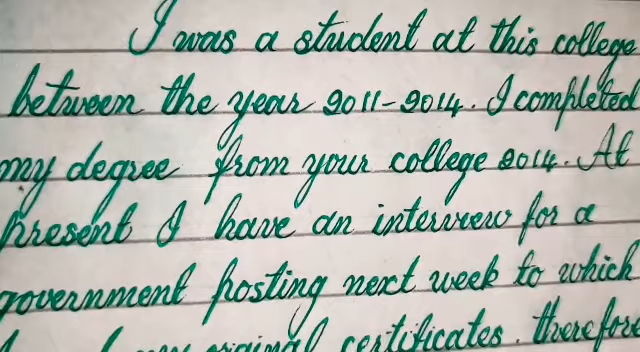 I was a student at this college
between the year 2011-2014. I completed
my degree from your college 2014. At
present I have an interview for a
government posting next week to which
my original certificates. therefore